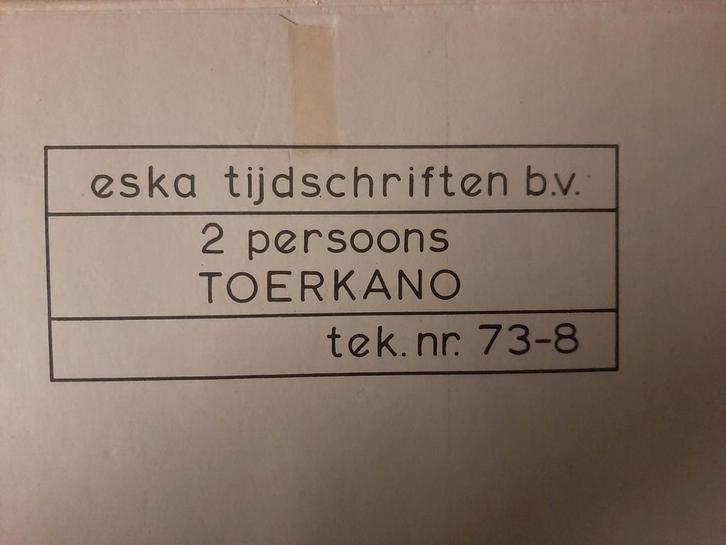 eska tijdschriften b.v.
2 persoons
TOERKANO
tek. nr. 73-8